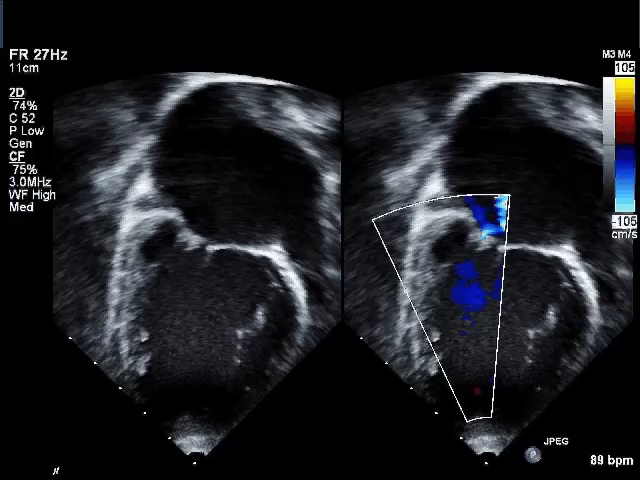 FR 27Hz
11cm
2D
74%
C 52
P Low
Gen
CF
75%
3.0MHz
WF High
Med
M3 M4
105
-105
cm/s
P
JPEG
89 bpm